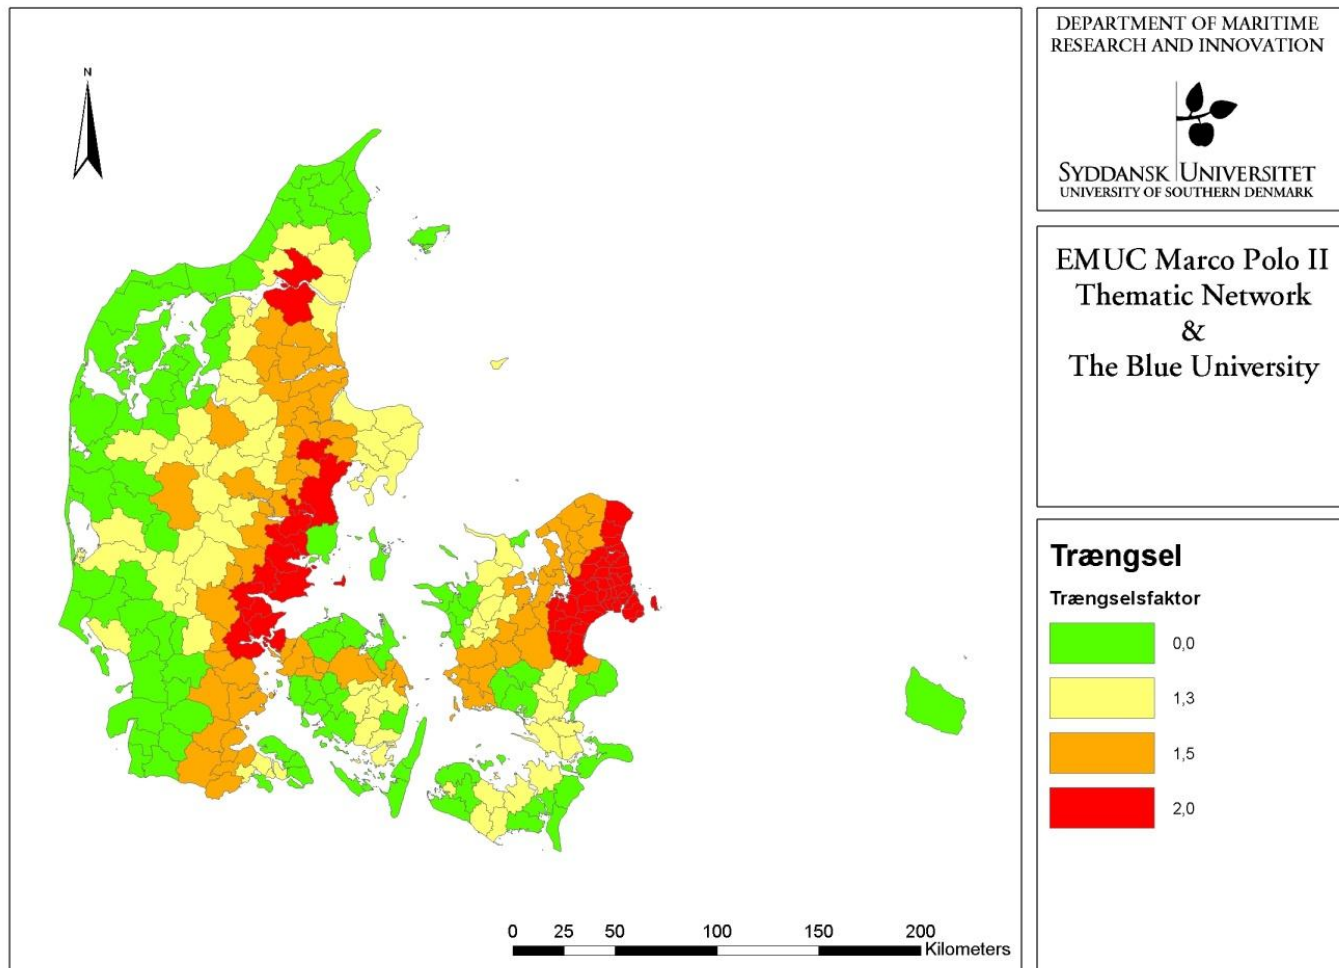 N
0 25 50 100 150 200
Kilometers
DEPARTMENT OF MARITIME
RESEARCH AND INNOVATION
SYDDANSK UNIVERSITET
UNIVERSITY OF SOUTHERN DENMARK
EMUC Marco Polo II
Thematic Network
&
The Blue University
Trængsel
Trængselsfaktor
0,0
1,3
1,5
2,0